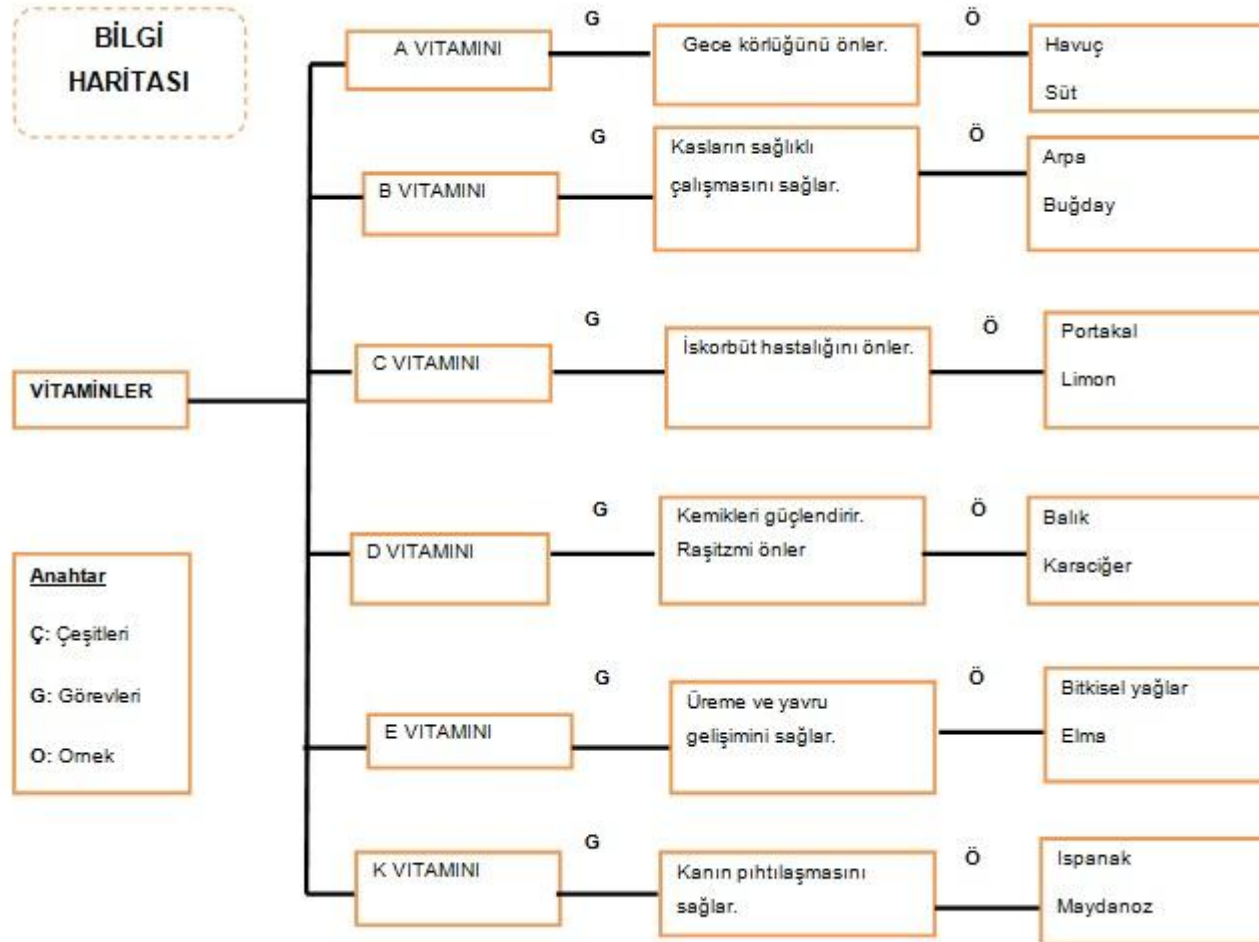 BİLGİ
HARİTASI
A VITAMINI
G
Gece körlüğünü önler.
Ö
Havuç
Süt
B VITAMINI
G
Kasların sağlıklı
çalışmasını sağlar.
Ö
Arpa
Buğday
C VITAMINI
G
İskorbüt hastalığını önler.
Ö
Portakal
Limon
VİTAMİNLER
D VITAMINI
G
Kemikleri güçlendirir.
Raşitzmi önler
Ö
Balık
Karaciğer
E VITAMINI
G
Üreme ve yavru
gelişimini sağlar.
Ö
Bitkisel yağlar
Elma
K VITAMINI
G
Kanın pıhtılaşmasını
sağlar.
Ö
Ispanak
Maydanoz
Anahtar
Ç: Çeşitleri
G: Görevleri
O: Ornek